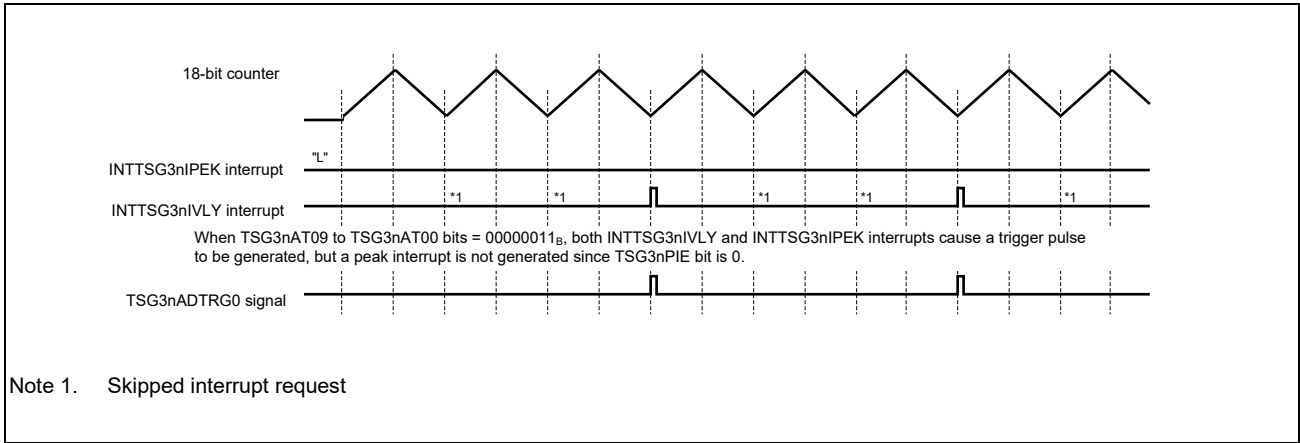 18-bit counter
"L"
INTTSG3nIPEK interrupt
*1 *1 *1 *1 *1
INTTSG3nIVLY interrupt
When TSG3nAT09 to TSG3nAT00 bits = 00000011B, both INTTSG3nIVLY and INTTSG3nIPEK interrupts cause a trigger pulse
to be generated, but a peak interrupt is not generated since TSG3nPIE bit is 0.
TSG3nADTRG0 signal
Note 1. Skipped interrupt request